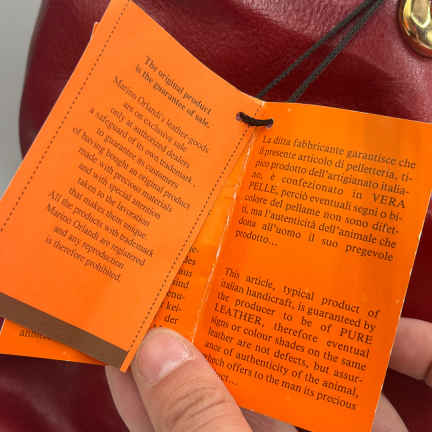 The original product
is the guarantee of sale.
Marino Orlandi's leather goods
are on exclusive sale
only at authorized dealers
a safeguard of its own trademark
to guarantee its customers
of having bought an original product
made with precious materials
and with special attention
taken in the lavoration
that makes them unique.
All the products with trademark
Marino Orlandi are registered
and any reproduction
is therefore prohibited.
La ditta fabbricante garantisce che
il presente articolo di pelletteria, ti-
pico prodotto dell'artigianato italia-
no, è confezionato in VERA
PELLE, perciò eventuali segni o bi-
colore del pellame non sono difet-
ti, ma l'autenticità dell'animale che
dona all'uomo il suo pregevole
prodotto...
This article, typical product of
italian handicraft, is guaranteed by
the producer to be of PURE
LEATHER, therefore eventual
signs or colour shades on the same
leather are not defects, but assur-
ance of authenticity of the animal,
which offers to the man its precious